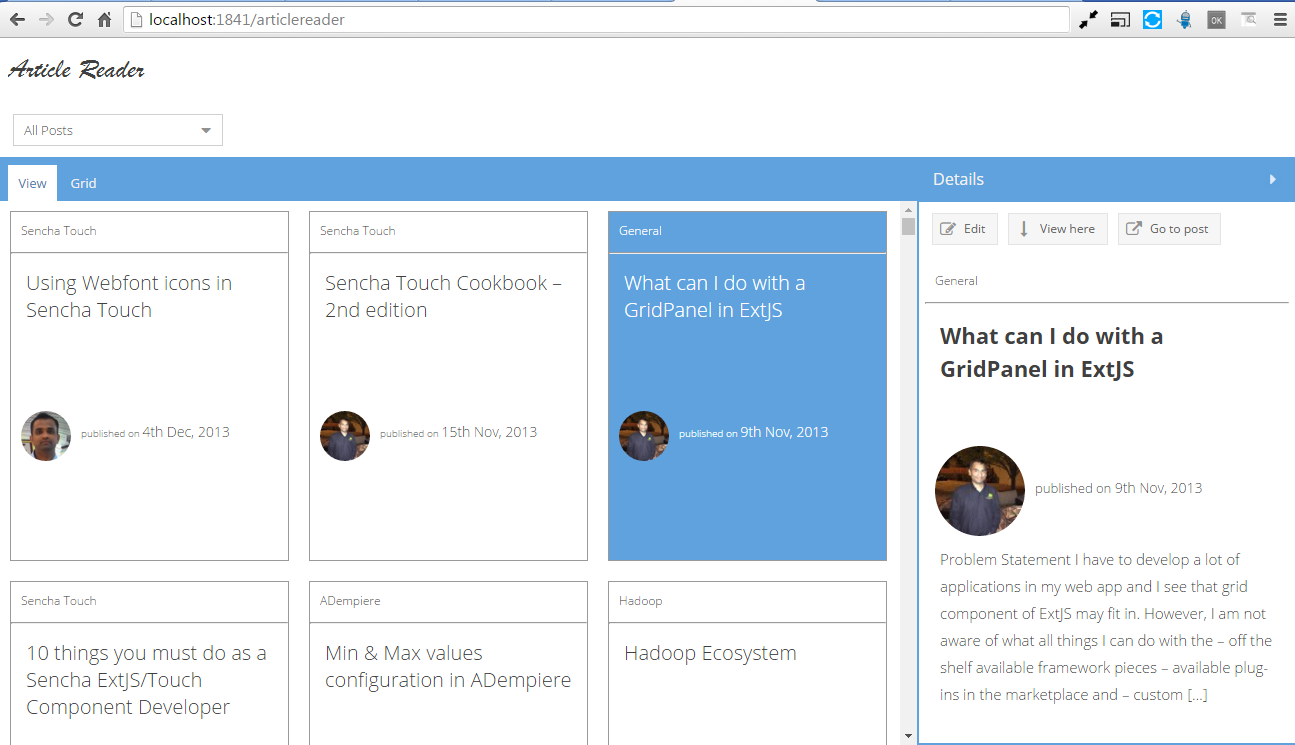 localhost:1841/articlereader
OK
Article Reader
All Posts
View
Grid
Sencha Touch
Using Webfont icons in
Sencha Touch
published on 4th Dec, 2013
Sencha Touch
Sencha Touch Cookbook –
2nd edition
published on 15th Nov, 2013
General
What can I do with a
GridPanel in ExtJS
published on 9th Nov, 2013
Sencha Touch
10 things you must do as a
Sencha ExtJS/Touch
Component Developer
ADempiere
Min & Max values
configuration in ADempiere
Hadoop
Hadoop Ecosystem
Details
Edit
View here
Go to post
General
What can I do with a
GridPanel in ExtJS
published on 9th Nov, 2013
Problem Statement I have to develop a lot of
applications in my web app and I see that grid
component of ExtJS may fit in. However, I am not
aware of what all things I can do with the – off the
shelf available framework pieces – available plug-
ins in the marketplace and – custom [...]